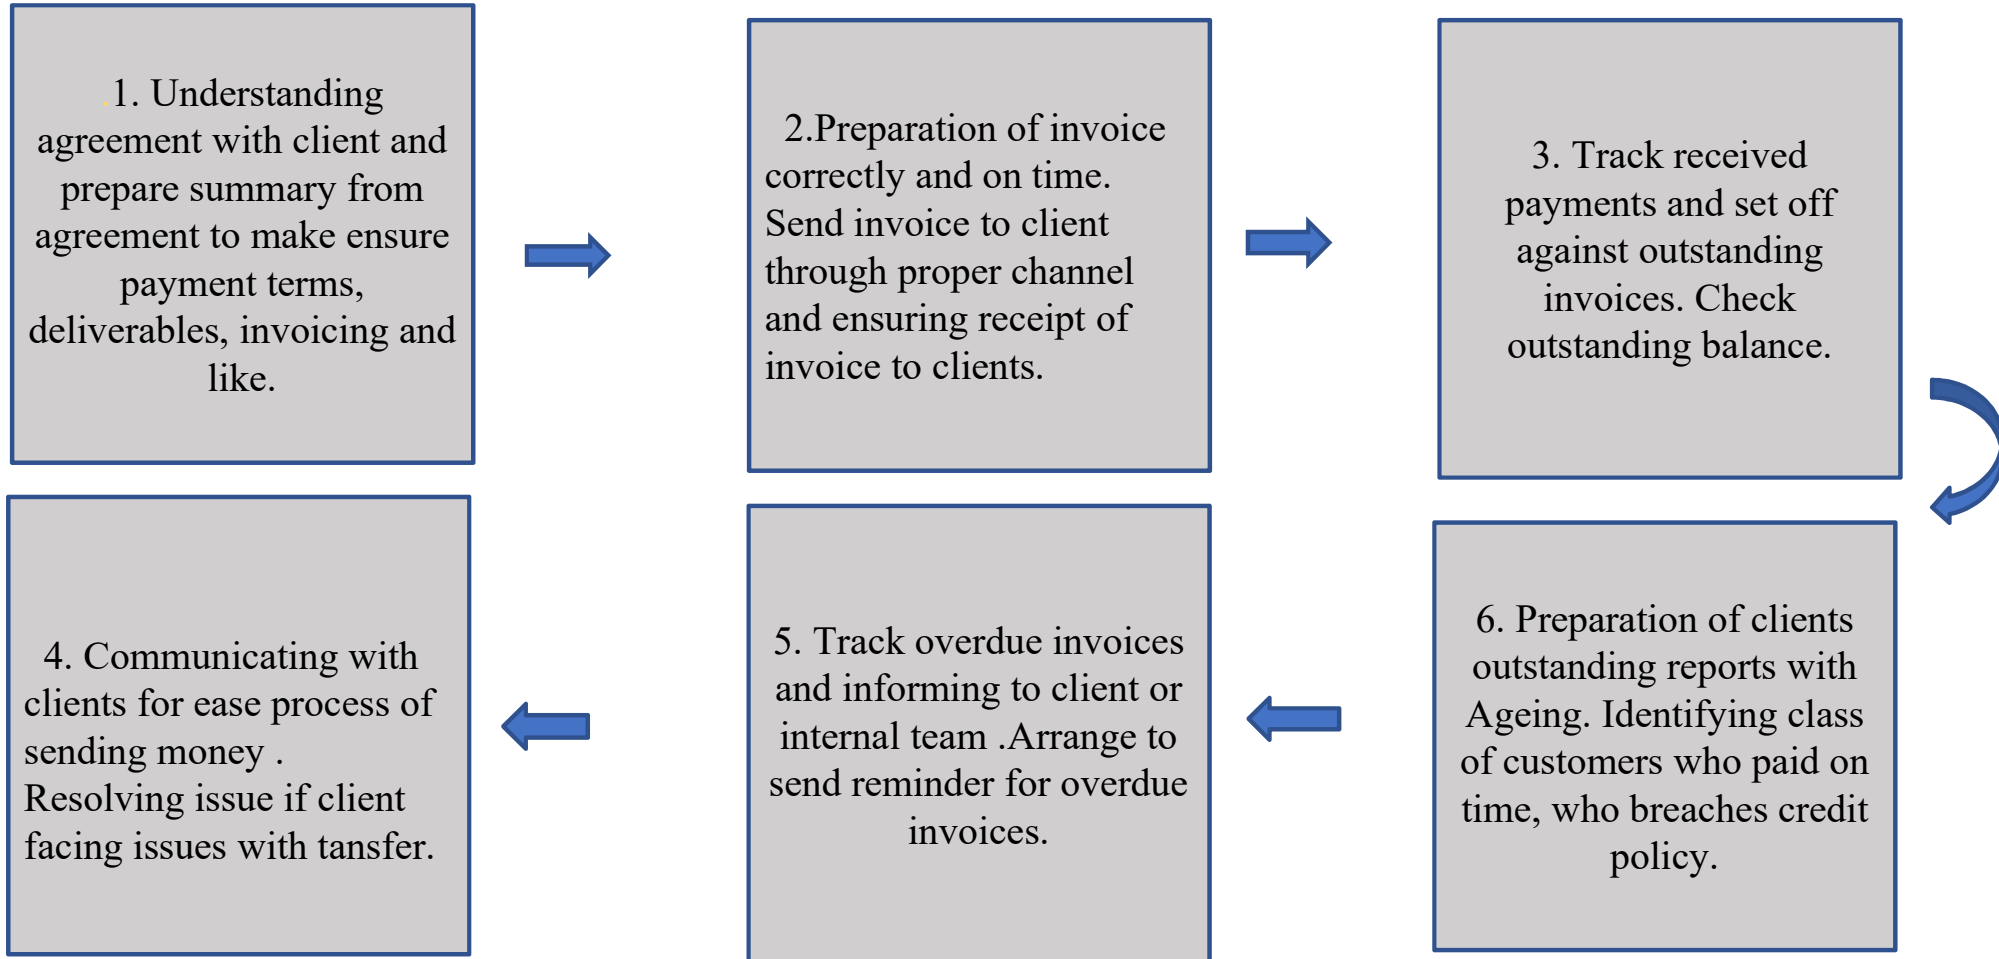 .1. Understanding
agreement with client and
prepare summary from
agreement to make ensure
payment terms,
deliverables, invoicing and
like.
2.Preparation of invoice
correctly and on time.
Send invoice to client
through proper channel
and ensuring receipt of
invoice to clients.
3. Track received
payments and set off
against outstanding
invoices. Check
outstanding balance.
6. Preparation of clients
outstanding reports with
Ageing. Identifying class
of customers who paid on
time, who breaches credit
policy.
5. Track overdue invoices
and informing to client or
internal team .Arrange to
send reminder for overdue
invoices.
4. Communicating with
clients for ease process of
sending money .
Resolving issue if client
facing issues with tansfer.